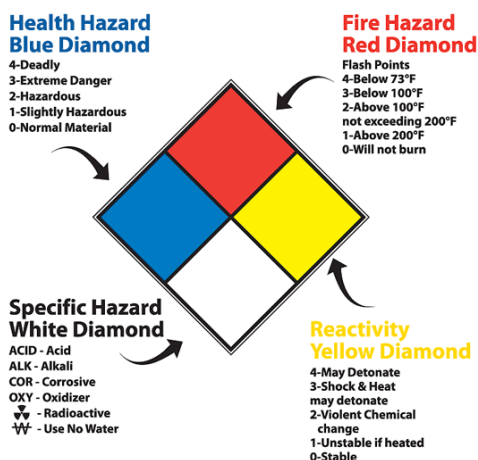 Health Hazard
Blue Diamond
4-Deadly
3-Extreme Danger
2-Hazardous
1-Slightly Hazardous
0-Normal Material
Fire Hazard
Red Diamond
Flash Points
4-Below 73°F
3-Below 100°F
2-Above 100°F
not exceeding 200°F
1-Above 200°F
0-Will not burn
Specific Hazard
White Diamond
ACID - Acid
ALK - Alkali
COR - Corrosive
OXY - Oxidizer
☢ - Radioactive
W - Use No Water
Reactivity
Yellow Diamond
4-May Detonate
3-Shock & Heat
may detonate
2-Violent Chemical
change
1-Unstable if heated
0-Stable